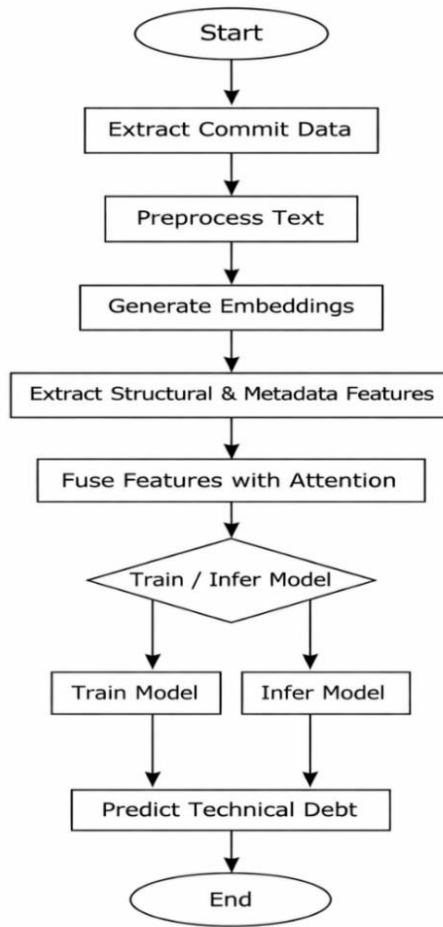 Start
Extract Commit Data
Preprocess Text
Generate Embeddings
Extract Structural & Metadata Features
Fuse Features with Attention
Train / Infer Model
Train Model
Infer Model
Predict Technical Debt
End